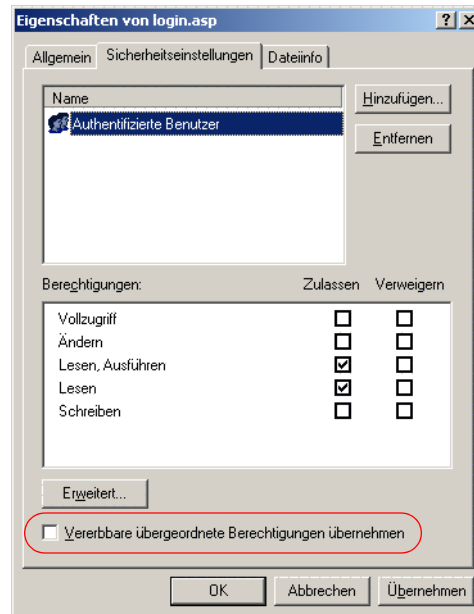 Eigenschaften von login.asp
Allgemein Sicherheitseinstellungen Dateiinfo
Name
Hinzufügen...
Authentifizierte Benutzer
Entfernen
Berechtigungen: Zulassen Verweigern
Vollzugriff
Ändern
Lesen, Ausführen
Lesen
Schreiben
Erweitert...
Vererbbare übergeordnete Berechtigungen übernehmen
OK Abbrechen Übernehmen